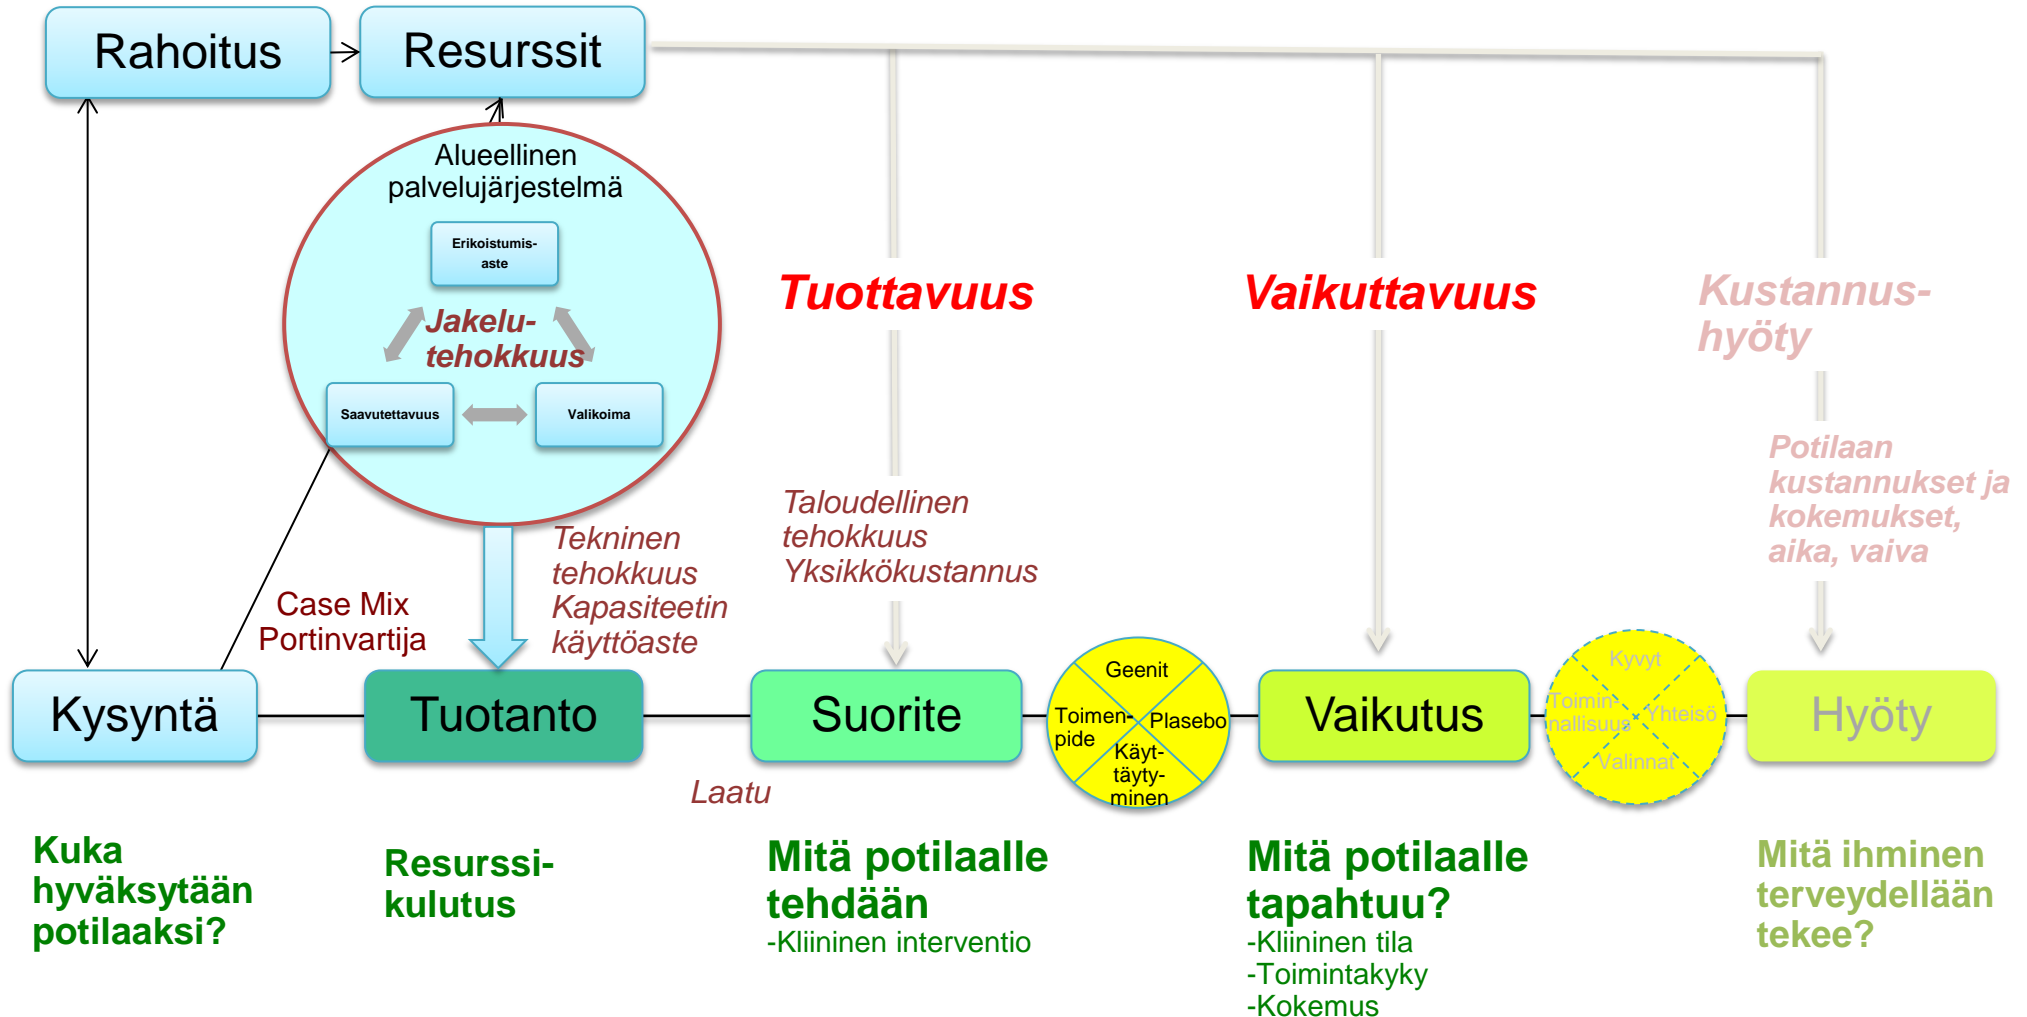 Rahoitus
Resurssit
Alueellinen
palvelujärjestelmä
Erikoistumis-
aste
Jakelu-
tehokkuus
Saavutettavuus
Valikoima
Tuottavuus
Vaikuttavuus
Kustannus-
hyöty
Potilaan
kustannukset ja
kokemukset,
aika, vaiva
Taloudellinen
tehokkuus
Yksikkökustannus
Tekninen
tehokkuus
Kapasiteetin
käyttöaste
Case Mix
Portinvartija
Kysyntä
Tuotanto
Suorite
Geenit
Toimen-
pide
Plasebo
Käyt-
täyty-
minen
Vaikutus
Kyvyt
Toimin-
nallisuus
Yhteisö
Valinnat
Hyöty
Laatu
Kuka
hyväksytään
potilaaksi?
Resurssi-
kulutus
Mitä potilaalle
tehdään
-Kliininen interventio
Mitä potilaalle
tapahtuu?
-Kliininen tila
-Toimintakyky
-Kokemus
Mitä ihminen
terveydellään
tekee?